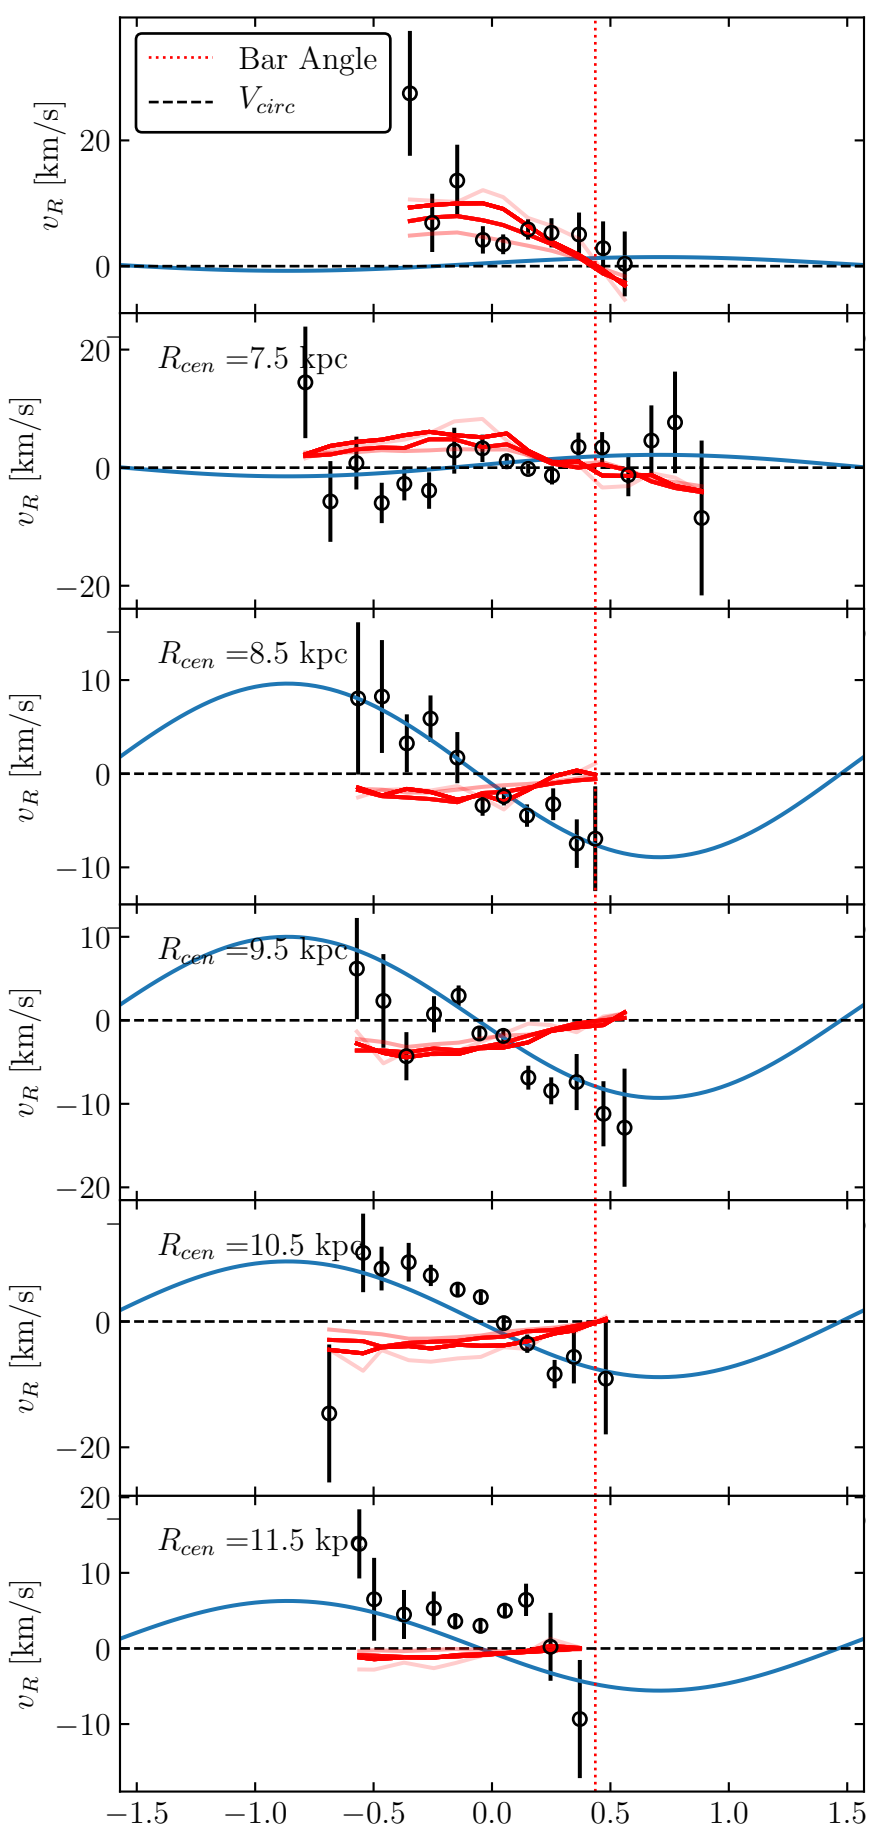 Bar Angle
V_circ
v_R [km/s]
20
0
R_cen =7.5 kpc
v_R [km/s]
20
0
−20
R_cen =8.5 kpc
v_R [km/s]
10
0
−10
R_cen =9.5 kpc
v_R [km/s]
10
0
−10
−20
R_cen =10.5 kpc
v_R [km/s]
0
−20
R_cen =11.5 kp
v_R [km/s]
20
10
0
−10
−1.5 −1.0 −0.5 0.0 0.5 1.0 1.5